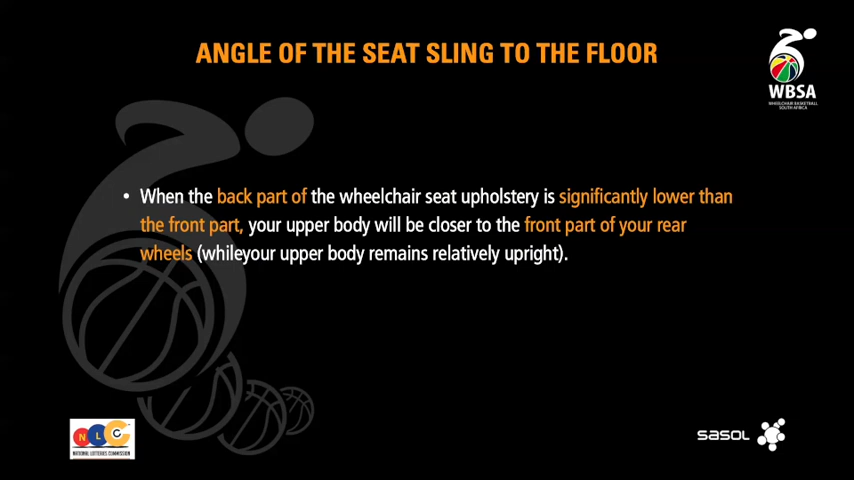 ANGLE OF THE SEAT SLING TO THE FLOOR
WBSA
WHEELCHAIR BASKETBALL
SOUTH AFRICA
• When the back part of the wheelchair seat upholstery is significantly lower than
the front part, your upper body will be closer to the front part of your rear
wheels (whileyour upper body remains relatively upright).
NLC
NATIONAL LOTTERIES COMMISSION
sasol